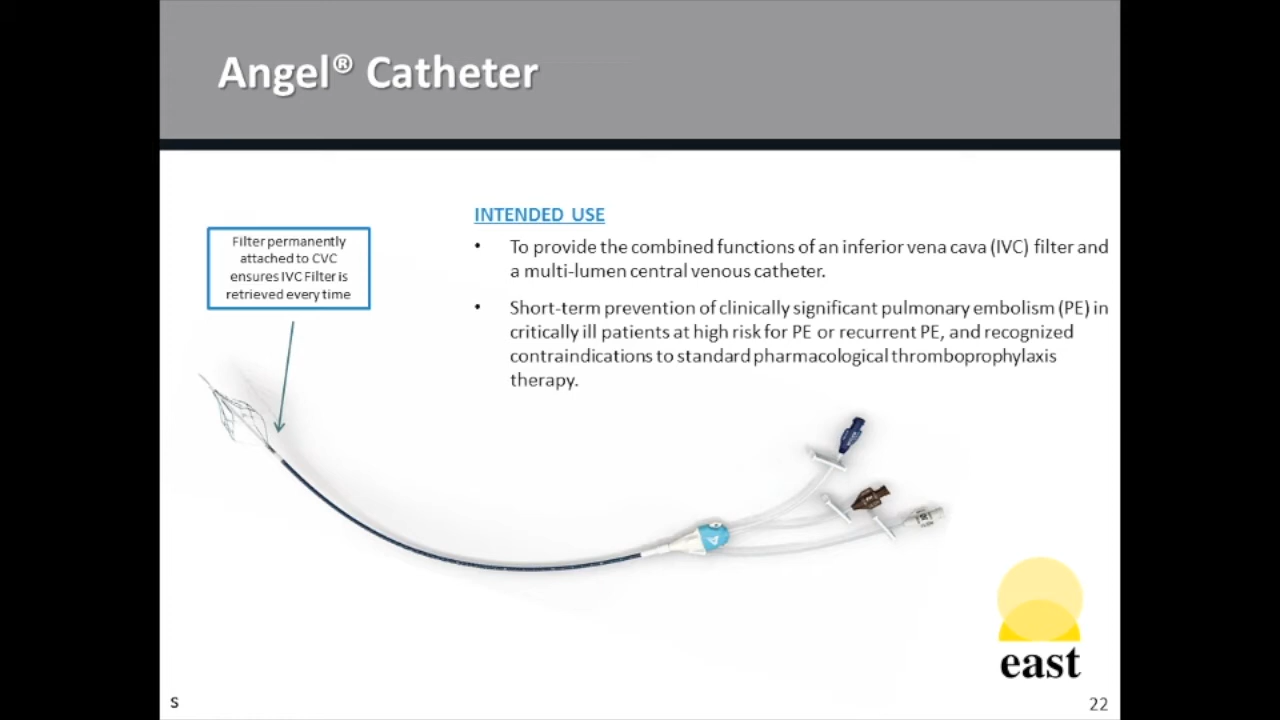 Angel® Catheter
Filter permanently
attached to CVC
ensures IVC Filter is
retrieved every time
INTENDED USE
• To provide the combined functions of an inferior vena cava (IVC) filter and
a multi-lumen central venous catheter.
• Short-term prevention of clinically significant pulmonary embolism (PE) in
critically ill patients at high risk for PE or recurrent PE, and recognized
contraindications to standard pharmacological thromboprophylaxis
therapy.
east
S
22